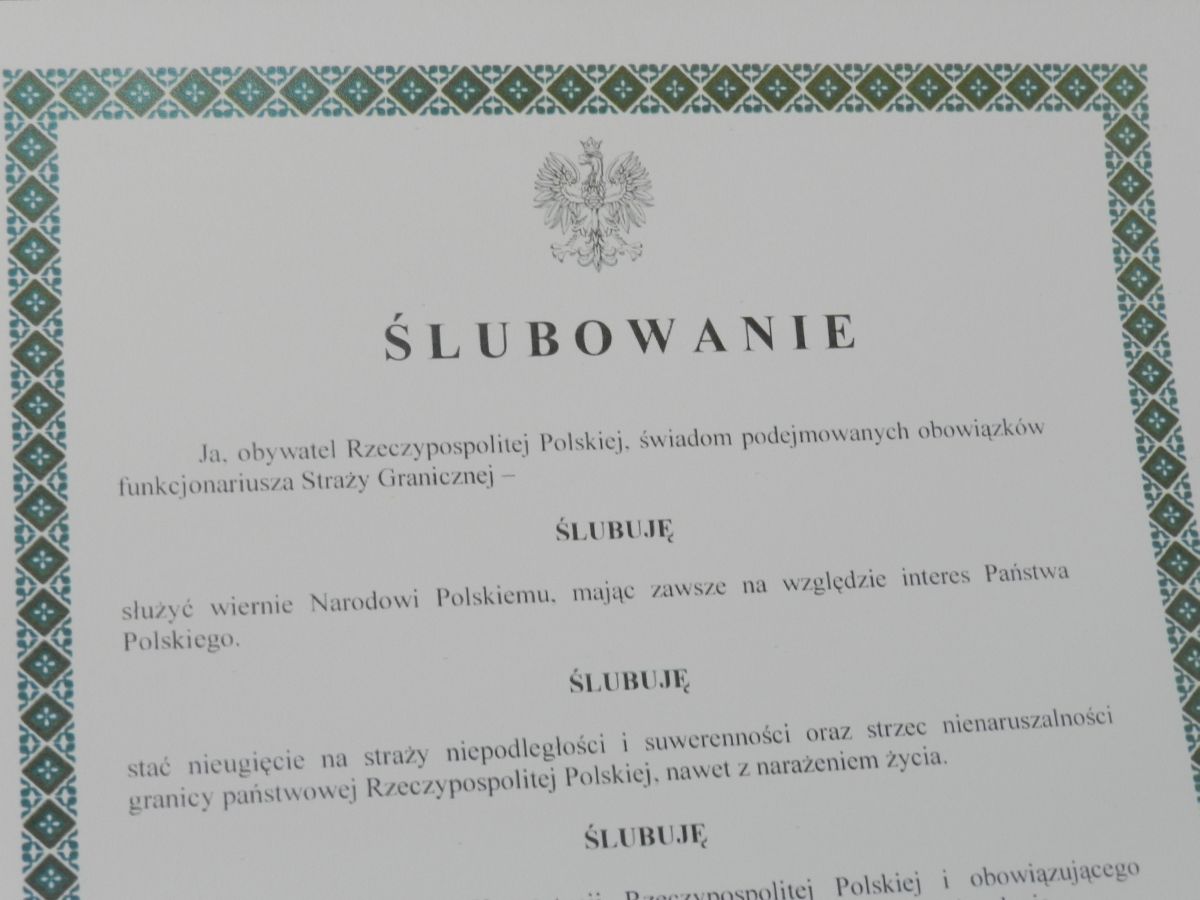 ŚLUBOWANIE
Ja, obywatel Rzeczypospolitej Polskiej, świadom podejmowanych obowiązków
funkcjonariusza Straży Granicznej –
ŚLUBUJĘ
służyć wiernie Narodowi Polskiemu, mając zawsze na względzie interes Państwa
Polskiego.
ŚLUBUJĘ
stać nieugięcie na straży niepodległości i suwerenności oraz strzec nienaruszalności
granicy państwowej Rzeczypospolitej Polskiej, nawet z narażeniem życia.
ŚLUBUJĘ
Rzeczypospolitej Polskiej i obowiązującego